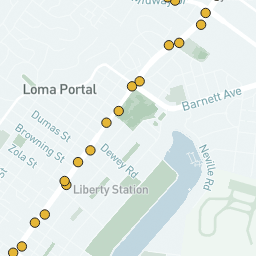 Loma Portal
Barnett Ave
Dumas St
Browning St
Zola St
Dewey Rd
Neville Rd
Liberty Station